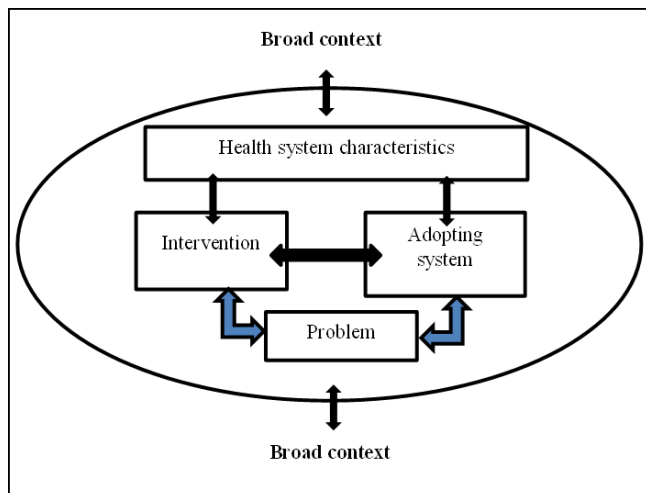 Broad context
Health system characteristics
Intervention
Adopting
system
Problem
Broad context